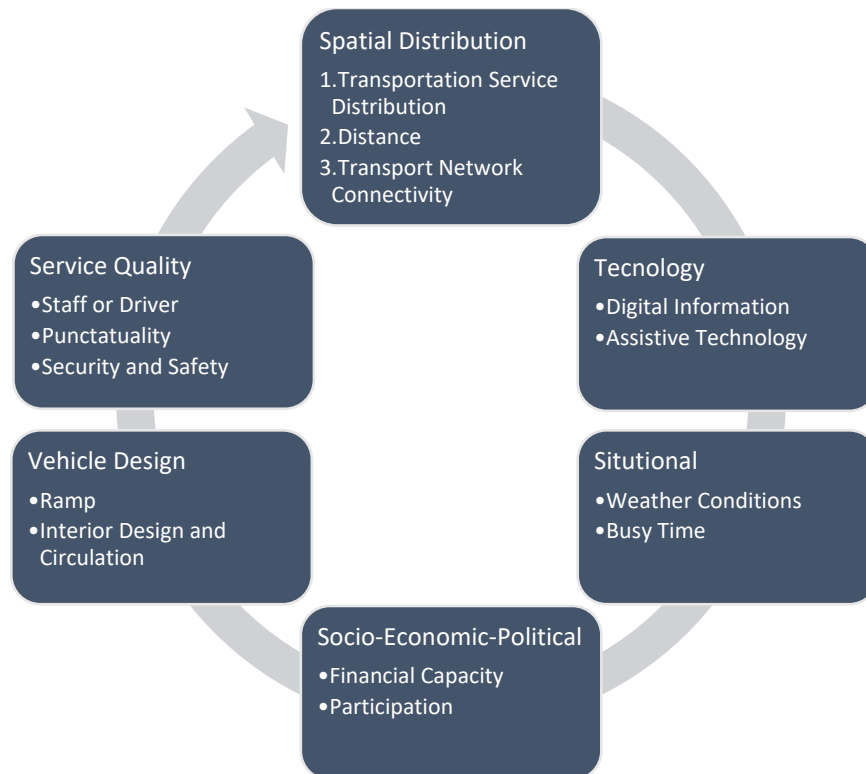 Spatial Distribution
1.Transportation Service
Distribution
2.Distance
3.Transport Network
Connectivity
Tecnology
•Digital Information
•Assistive Technology
Situtional
•Weather Conditions
•Busy Time
Socio-Economic-Political
•Financial Capacity
•Participation
Vehicle Design
•Ramp
•Interior Design and
Circulation
Service Quality
•Staff or Driver
•Punctatuality
•Security and Safety